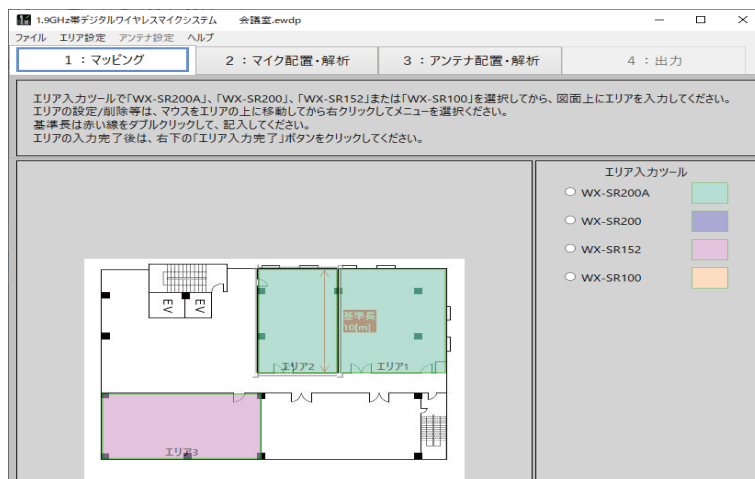 1.9GHz帯デジタルワイヤレスマイクシステム 会議室.ewdp
ファイル エリア設定 アンテナ設定 ヘルプ
1 : マッピング 2 : マイク配置・解析 3 : アンテナ配置・解析 4 : 出力
エリア入力ツールで「WX-SR200A」、「WX-SR200」、「WX-SR152」または「WX-SR100」を選択してから、図面上にエリアを入力してください。
エリアの設定/削除等は、マウスをエリアの上に移動してから右クリックしてメニューを選択ください。
基準長は赤い線をダブルクリックして、記入してください。
エリアの入力完了後は、右下の「エリア入力完了」ボタンをクリックしてください。
エリア入力ツール
WX-SR200A
WX-SR200
WX-SR152
WX-SR100
EV EV
基準長
10[m]
エリア2 エリア1
エリア3